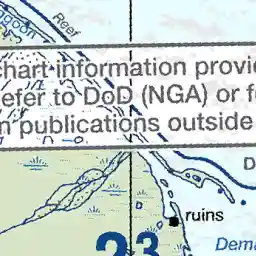 goon
Reef
chart information provi
efer to DoD (NGA) or f
n publications outside
D
ruins
23
Dema